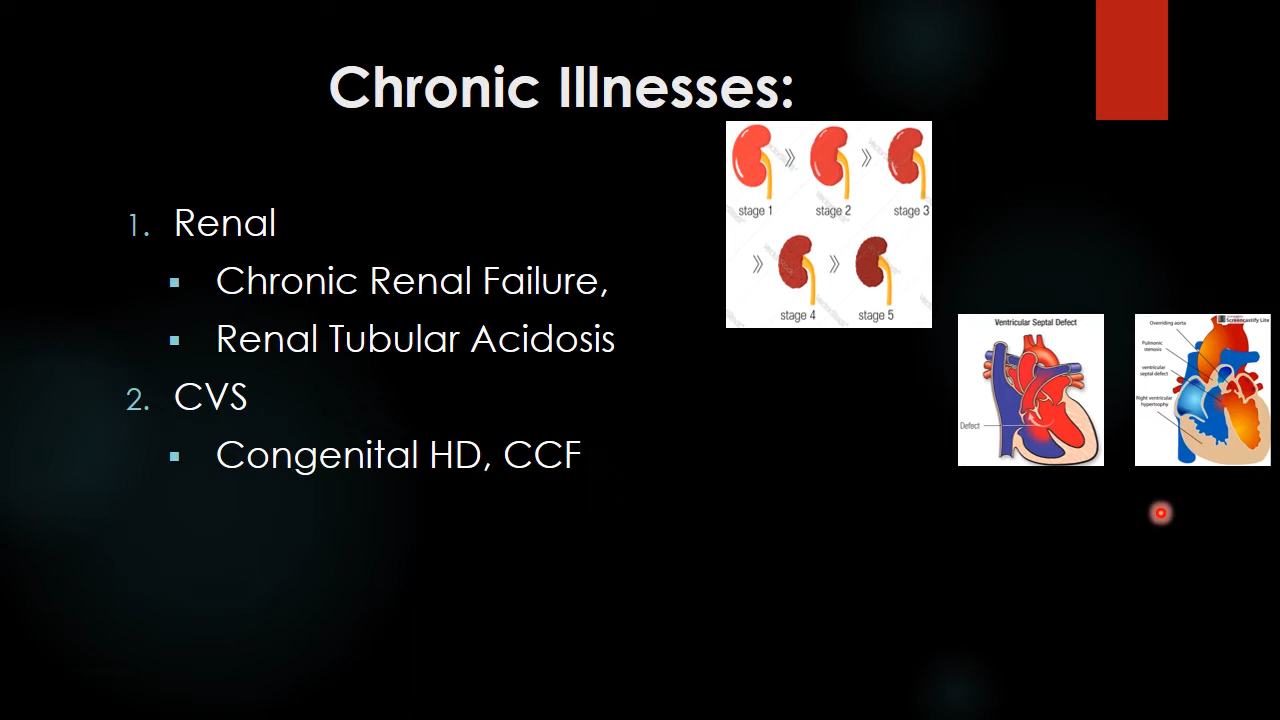 Chronic Illnesses:
1. Renal
▪ Chronic Renal Failure,
▪ Renal Tubular Acidosis
2. CVS
▪ Congenital HD, CCF
stage 1
stage 2
stage 3
stage 4
stage 5
Ventricular Septal Defect
Defect
Screencastify Lite
Overriding aorta
Pulmonic
stenosis
ventricular
septal defect
Right ventricular
hypertrophy